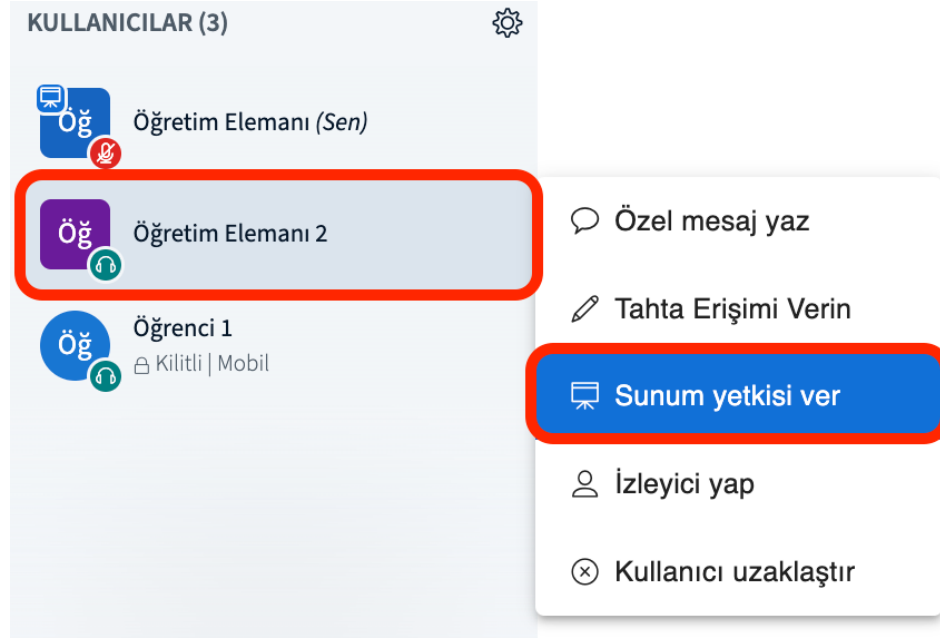 KULLANICILAR (3)
Öğ
Öğretim Elemanı (Sen)
Öğ
Öğretim Elemanı 2
Öğ
Öğrenci 1
Kilitli | Mobil
Özel mesaj yaz
Tahta Erişimi Verin
Sunum yetkisi ver
İzleyici yap
Kullanıcı uzaklaştır